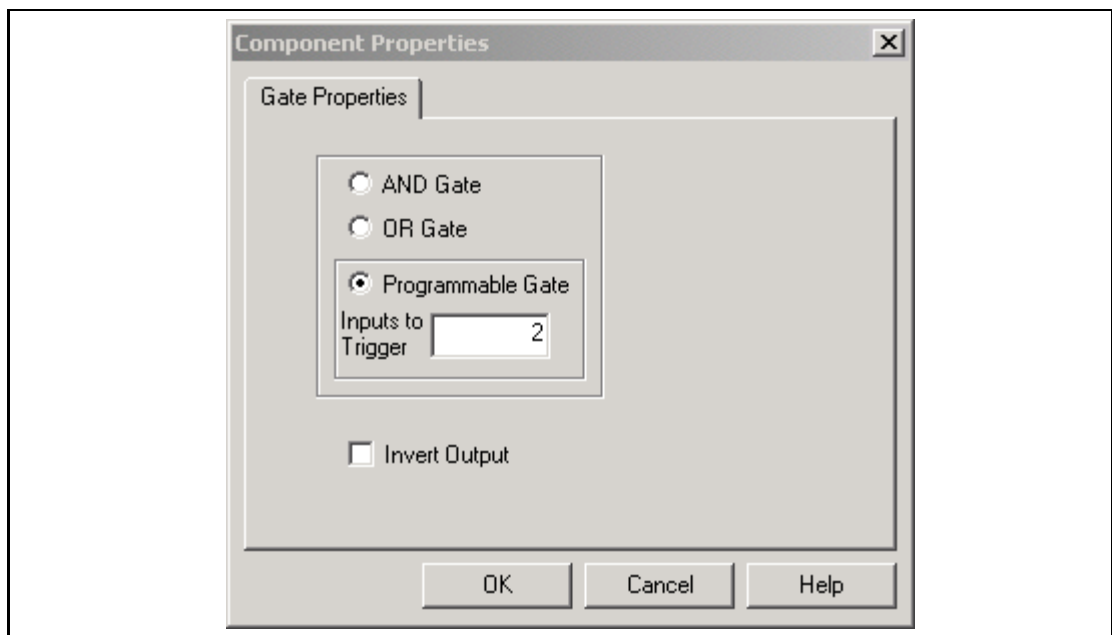 Component Properties
Gate Properties
AND Gate
OR Gate
Programmable Gate
Inputs to
Trigger
2
Invert Output
OK
Cancel
Help